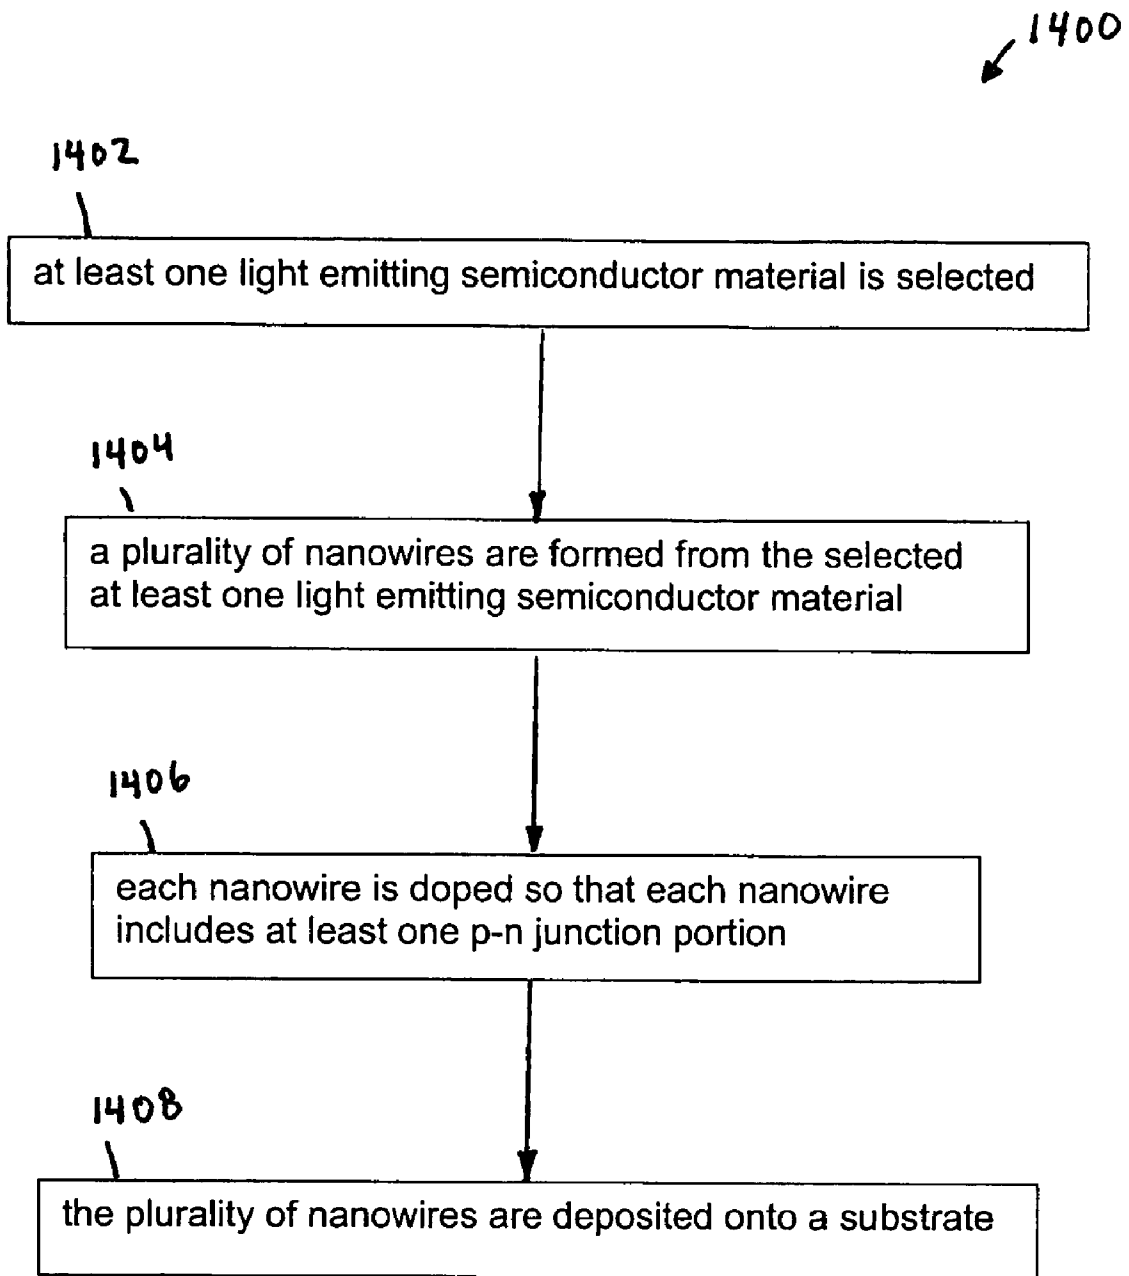 1400
1402
at least one light emitting semiconductor material is selected
1404
a plurality of nanowires are formed from the selected
at least one light emitting semiconductor material
1406
each nanowire is doped so that each nanowire
includes at least one p-n junction portion
1408
the plurality of nanowires are deposited onto a substrate